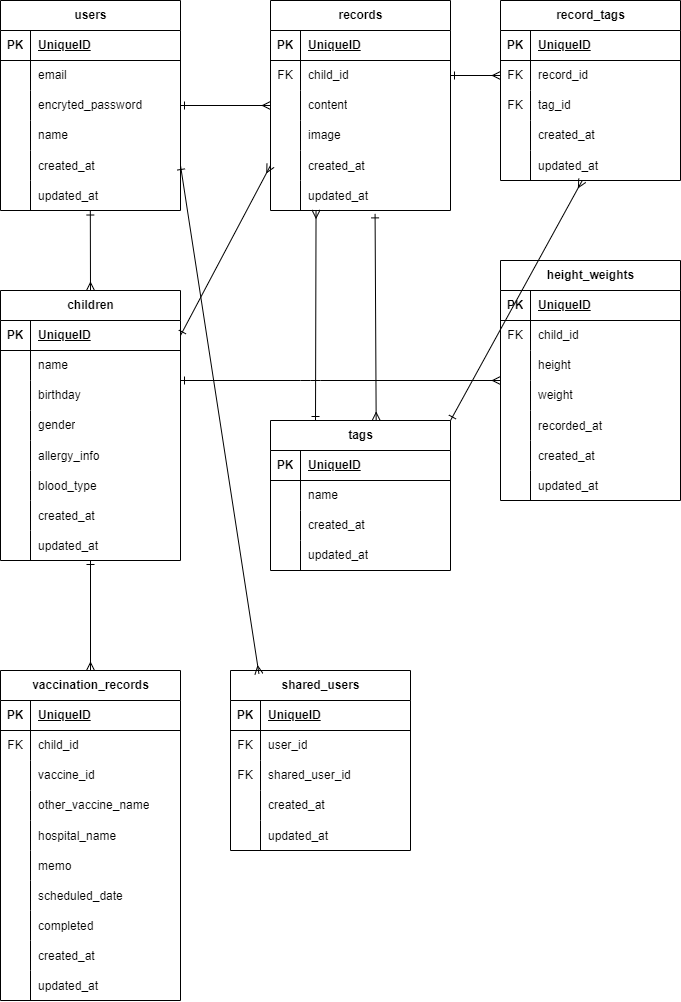 users
PK UniqueID
email
encryted_password
name
created_at
updated_at
records
PK UniqueID
FK child_id
content
image
created_at
updated_at
record_tags
PK UniqueID
FK record_id
FK tag_id
created_at
updated_at
children
PK UniqueID
name
birthday
gender
allergy_info
blood_type
created_at
updated_at
height_weights
PK UniqueID
FK child_id
height
weight
recorded_at
created_at
updated_at
tags
PK UniqueID
name
created_at
updated_at
vaccination_records
PK UniqueID
FK child_id
vaccine_id
other_vaccine_name
hospital_name
memo
scheduled_date
completed
created_at
updated_at
shared_users
PK UniqueID
FK user_id
FK shared_user_id
created_at
updated_at